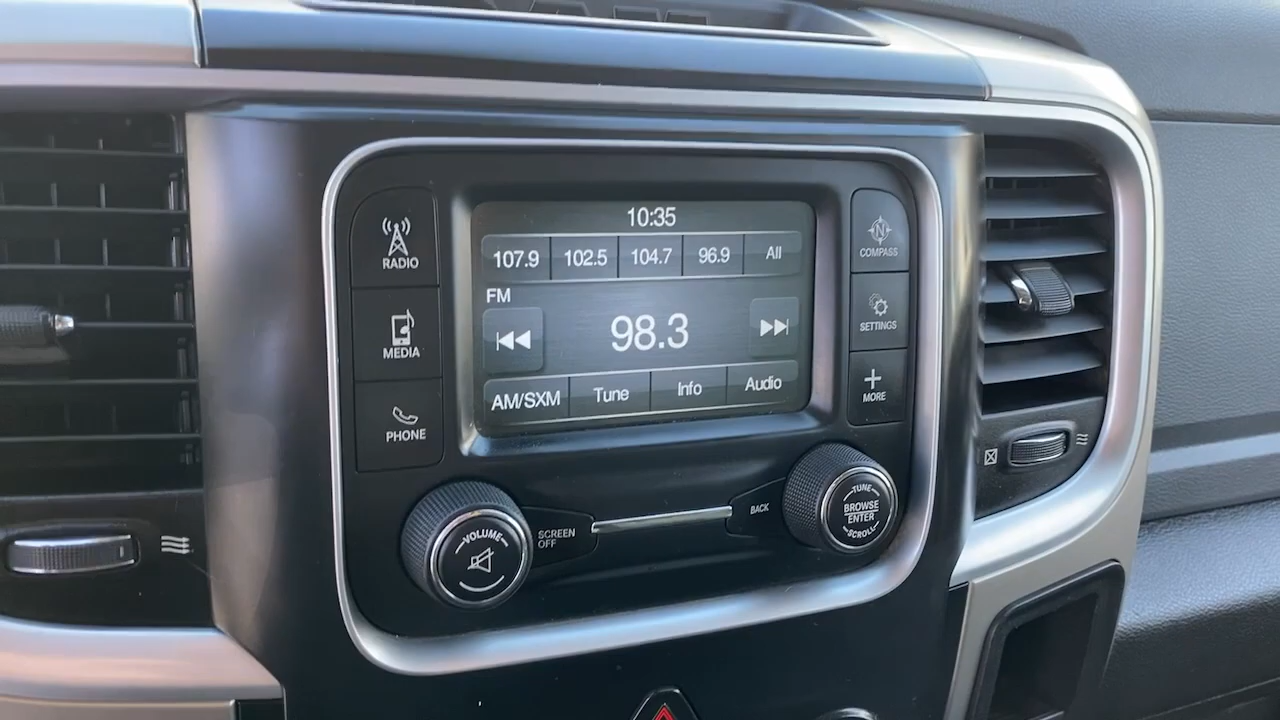 10:35
107.9 102.5 104.7 96.9 All
FM
98.3
AM/SXM Tune Info Audio
RADIO
MEDIA
PHONE
N
COMPASS
SETTINGS
MORE
VOLUME
SCREEN
OFF
BACK
TUNE
BROWSE
ENTER
SCROLL